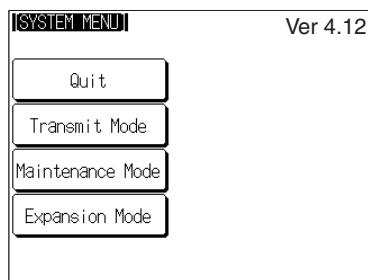 [SYSTEM MENU]
Ver 4.12
Quit
Transmit Mode
Maintenance Mode
Expansion Mode